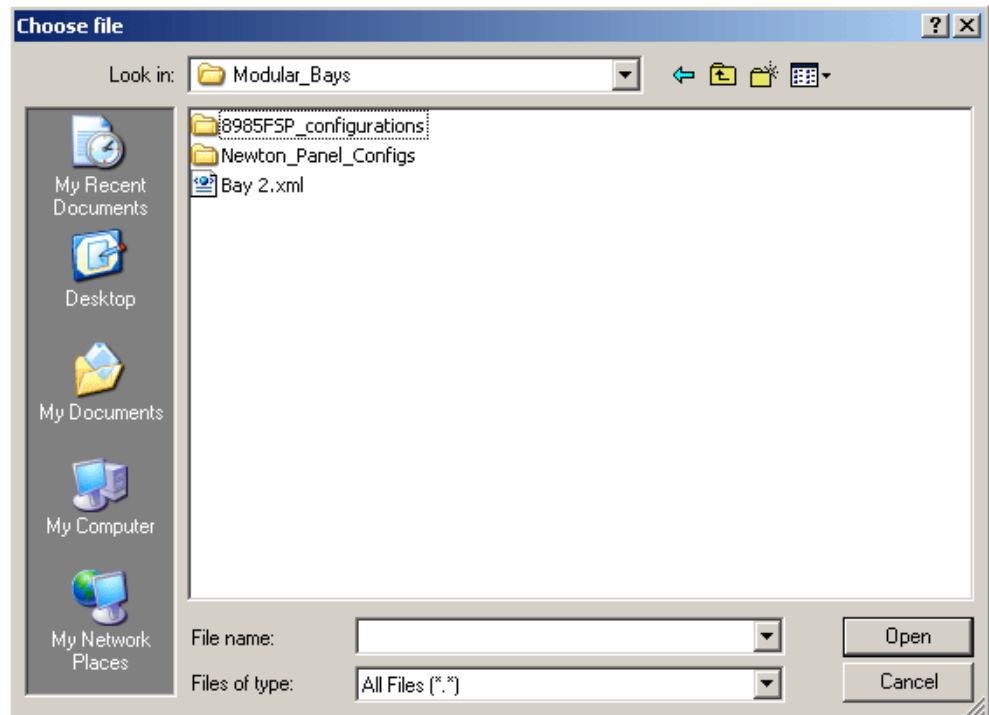 Choose file
Look in: Modular_Bays
My Recent
Documents
Desktop
My Documents
My Computer
My Network
Places
8985FSP_configurations
Newton_Panel_Configs
Bay 2.xml
File name:
Open
Files of type: All Files (*.*)
Cancel